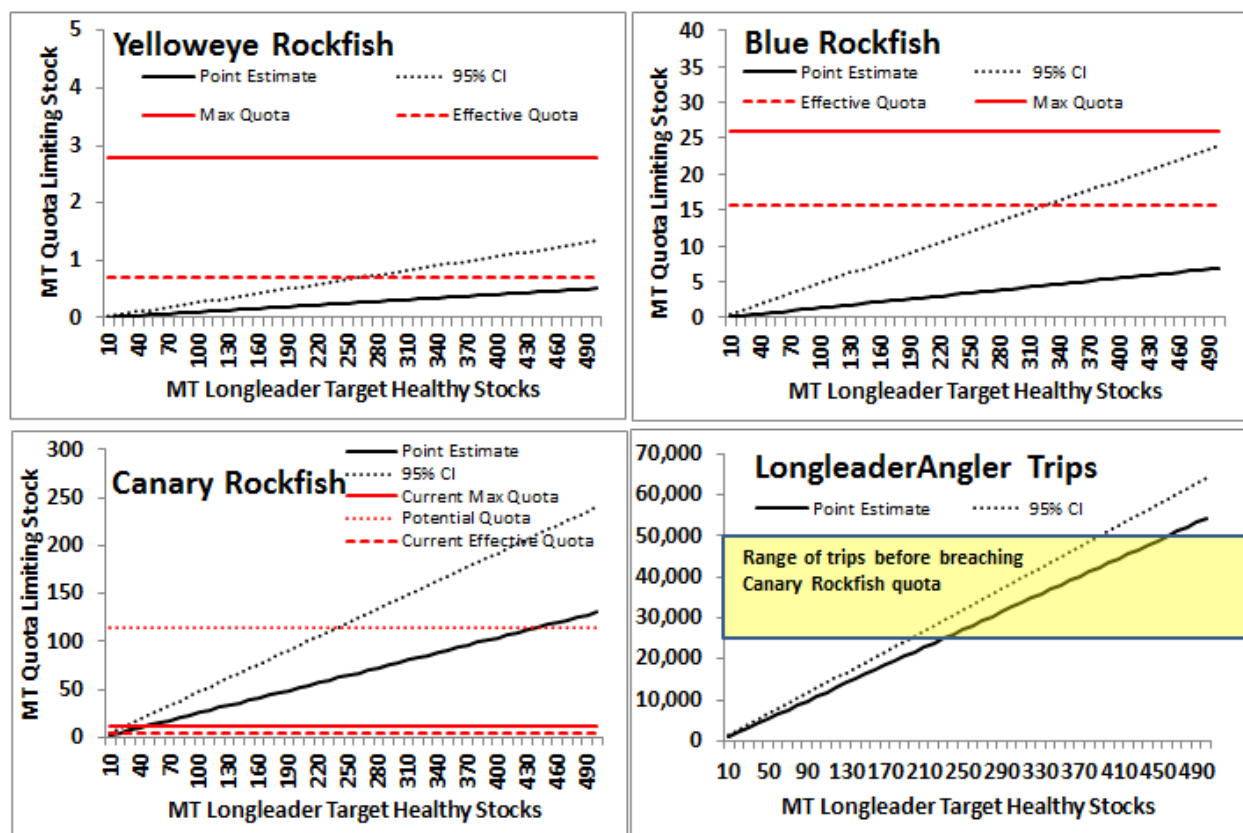 Yelloweye Rockfish
Point Estimate 95% CI
Max Quota Effective Quota
MT Quota Limiting Stock
5
4
3
2
1
0
10 40 70 100 130 160 190 220 250 280 310 340 370 400 430 460 490
MT Longleader Target Healthy Stocks
Blue Rockfish
Point Estimate 95% CI
Effective Quota Max Quota
MT Quota Limiting Stock
40
35
30
25
20
15
10
5
0
10 40 70 100 130 160 190 220 250 280 310 340 370 400 430 460 490
MT Longleader Target Healthy Stocks
Canary Rockfish
Point Estimate
95% CI
Current Max Quota
Potential Quota
Current Effective Quota
MT Quota Limiting Stock
300
250
200
150
100
50
0
10 40 70 100 130 160 190 220 250 280 310 340 370 400 430 460 490
MT Longleader Target Healthy Stocks
LongleaderAngler Trips
Point Estimate 95% CI
Range of trips before breaching
Canary Rockfish quota
70,000
60,000
50,000
40,000
30,000
20,000
10,000
0
10 50 90 130 170 210 250 290 330 370 410 450 490
MT Longleader Target Healthy Stocks